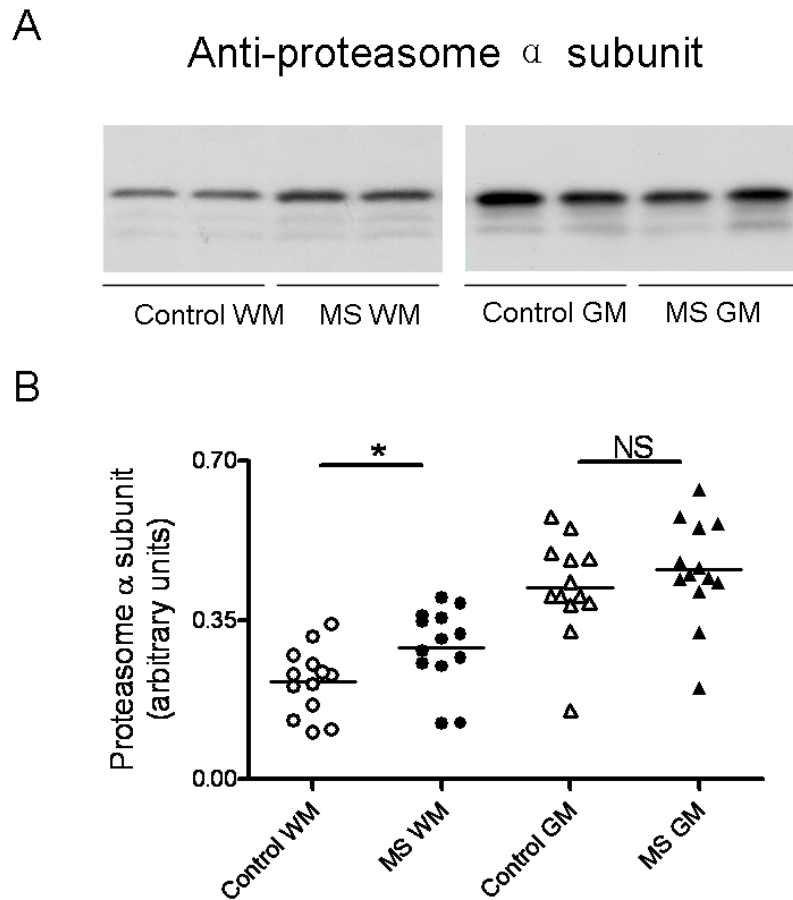 A
Anti-proteasome α subunit
Control WM MS WM Control GM MS GM
B
Proteasome α subunit
(arbitrary units)
0.70
0.35
0.00
*
NS
Control WM
MS WM
Control GM
MS GM